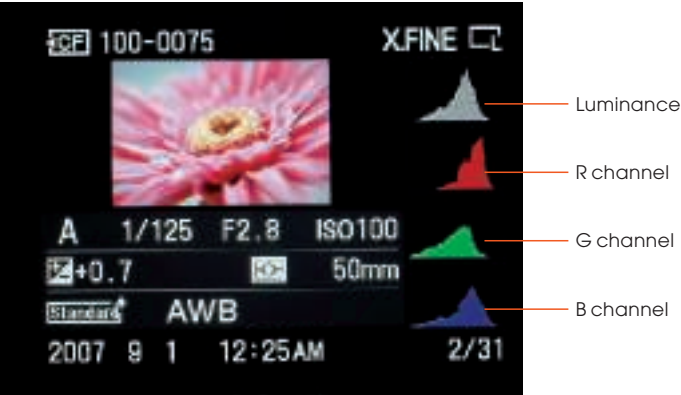 CF 100-0075 X.FINE L
Luminance
R channel
A 1/125 F2.8 ISO100
G channel
+0.7 50mm
Standard AWB
B channel
2007 9 1 12:25AM 2/31